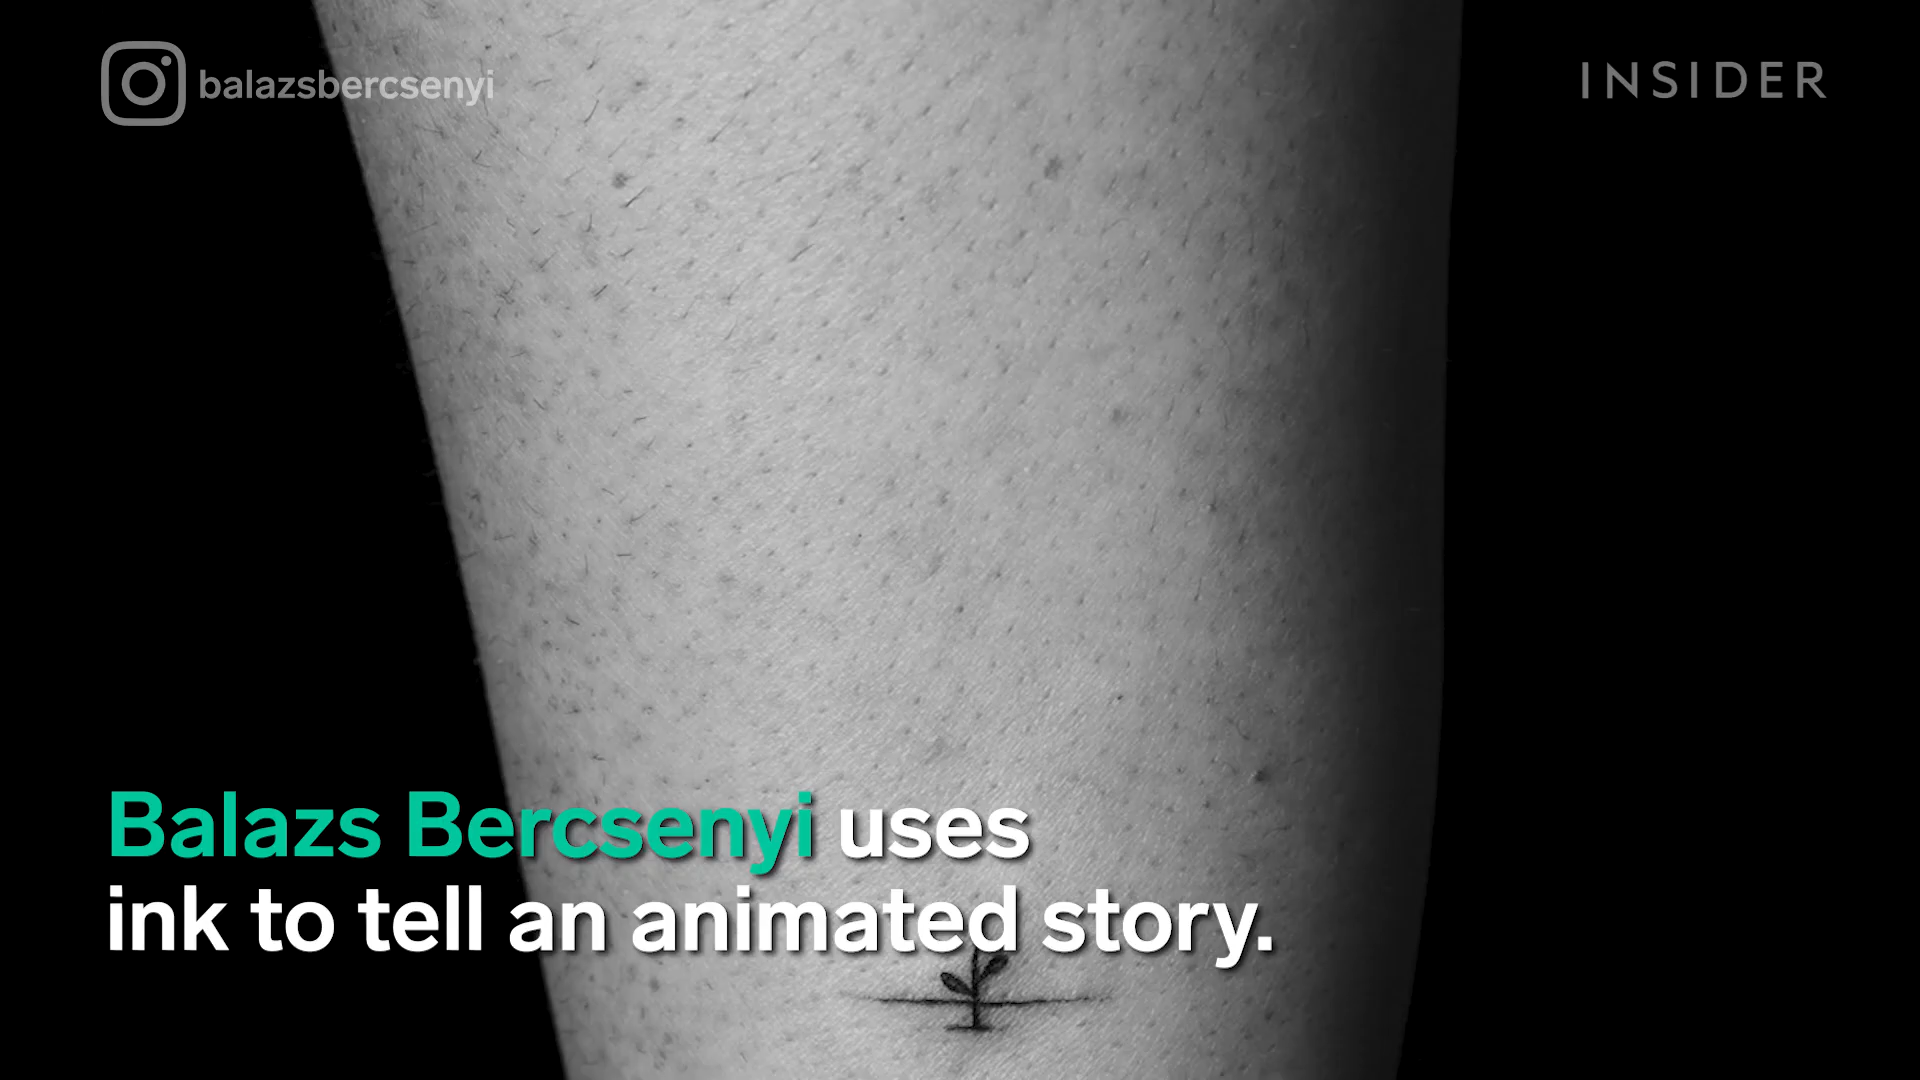 balazsbercsenyi
INSIDER
Balazs Bercsenyi uses
ink to tell an animated story.